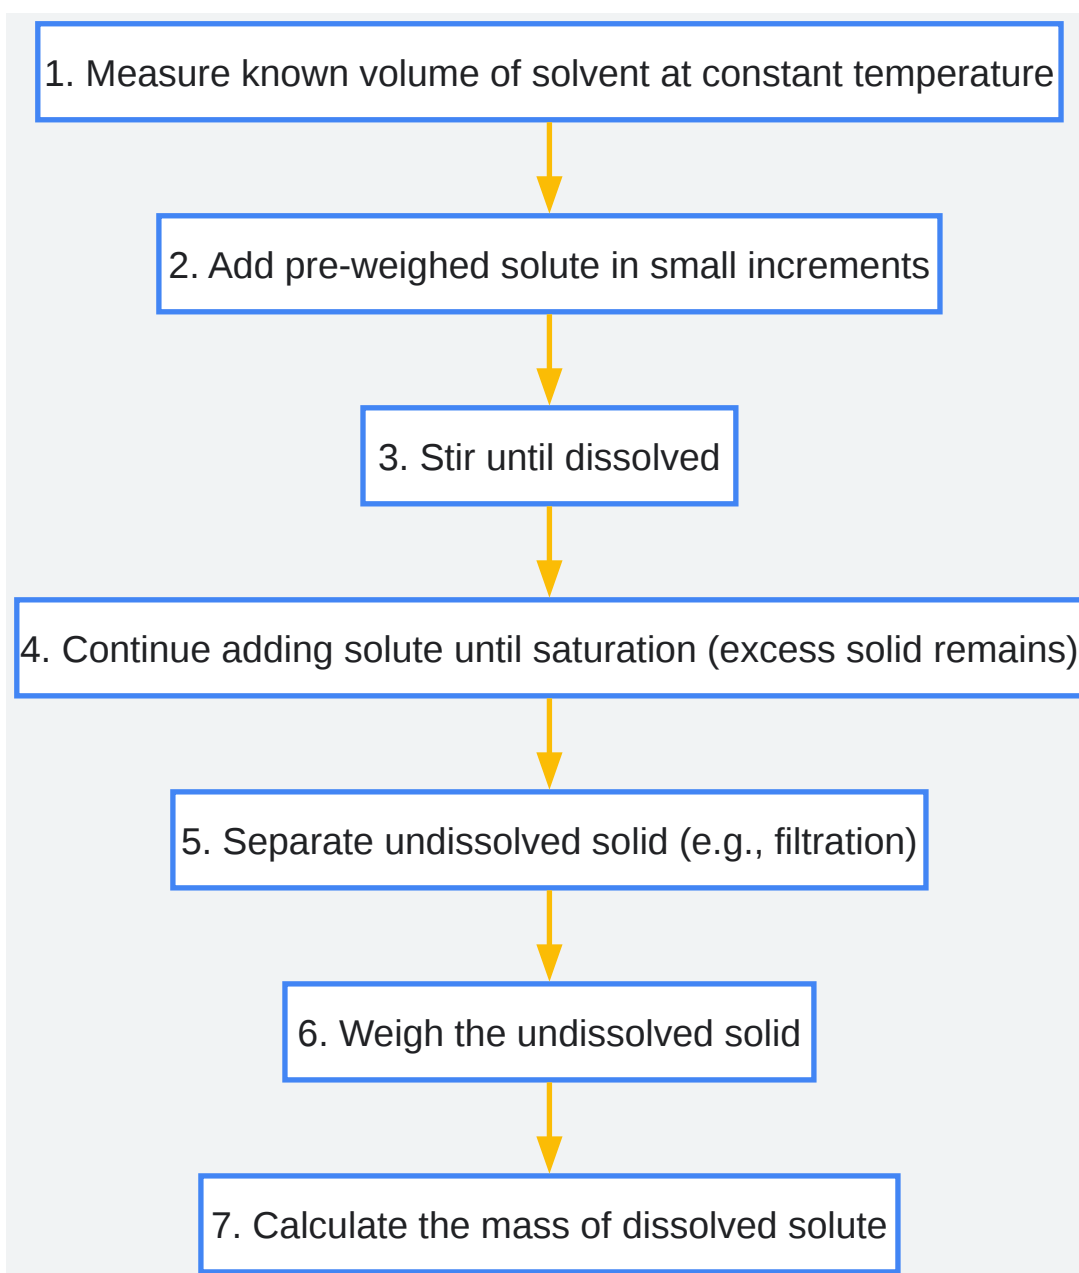 1. Measure known volume of solvent at constant temperature
2. Add pre-weighed solute in small increments
3. Stir until dissolved
4. Continue adding solute until saturation (excess solid remains)
5. Separate undissolved solid (e.g., filtration)
6. Weigh the undissolved solid
7. Calculate the mass of dissolved solute